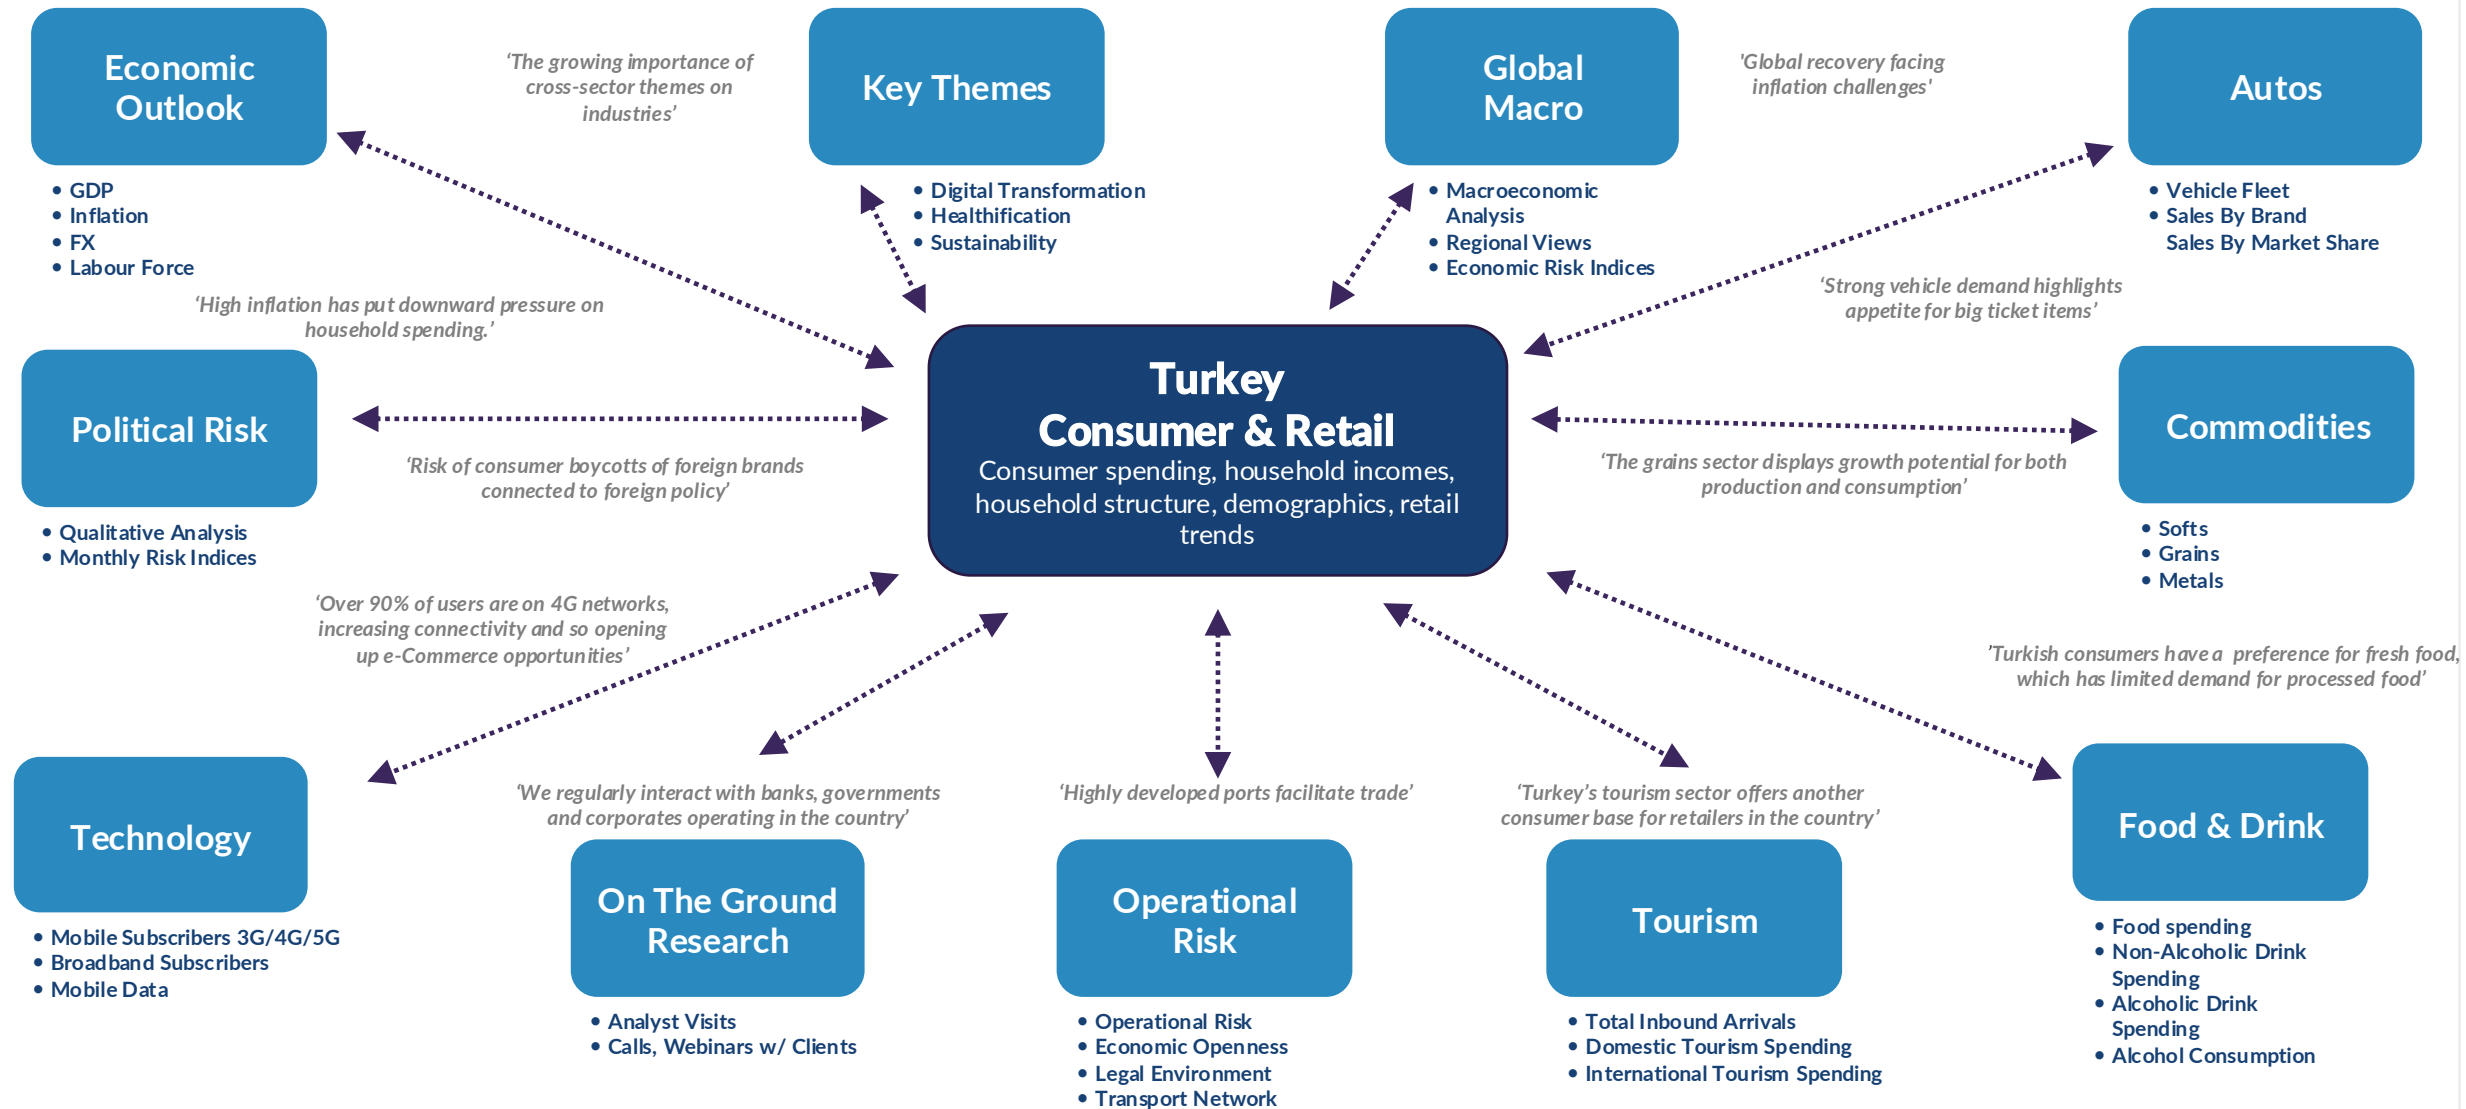 Economic
Outlook
• GDP
• Inflation
• FX
• Labour Force
‘High inflation has put downward pressure on
household spending.’
‘The growing importance of
cross-sector themes on
industries’
Key Themes
• Digital Transformation
• Healthification
• Sustainability
Global
Macro
• Macroeconomic
Analysis
• Regional Views
• Economic Risk Indices
'Global recovery facing
inflation challenges'
Autos
• Vehicle Fleet
• Sales By Brand
Sales By Market Share
‘Strong vehicle demand highlights
appetite for big ticket items’
Political Risk
• Qualitative Analysis
• Monthly Risk Indices
‘Risk of consumer boycotts of foreign brands
connected to foreign policy’
Turkey
Consumer & Retail
Consumer spending, household incomes,
household structure, demographics, retail
trends
‘The grains sector displays growth potential for both
production and consumption’
Commodities
• Softs
• Grains
• Metals
‘Over 90% of users are on 4G networks,
increasing connectivity and so opening
up e-Commerce opportunities’
Technology
• Mobile Subscribers 3G/4G/5G
• Broadband Subscribers
• Mobile Data
‘We regularly interact with banks, governments
and corporates operating in the country’
On The Ground
Research
• Analyst Visits
• Calls, Webinars w/ Clients
‘Highly developed ports facilitate trade’
Operational
Risk
• Operational Risk
• Economic Openness
• Legal Environment
• Transport Network
‘Turkey’s tourism sector offers another
consumer base for retailers in the country’
Tourism
• Total Inbound Arrivals
• Domestic Tourism Spending
• International Tourism Spending
’Turkish consumers have a preference for fresh food,
which has limited demand for processed food’
Food & Drink
• Food spending
• Non-Alcoholic Drink
Spending
• Alcoholic Drink
Spending
• Alcohol Consumption